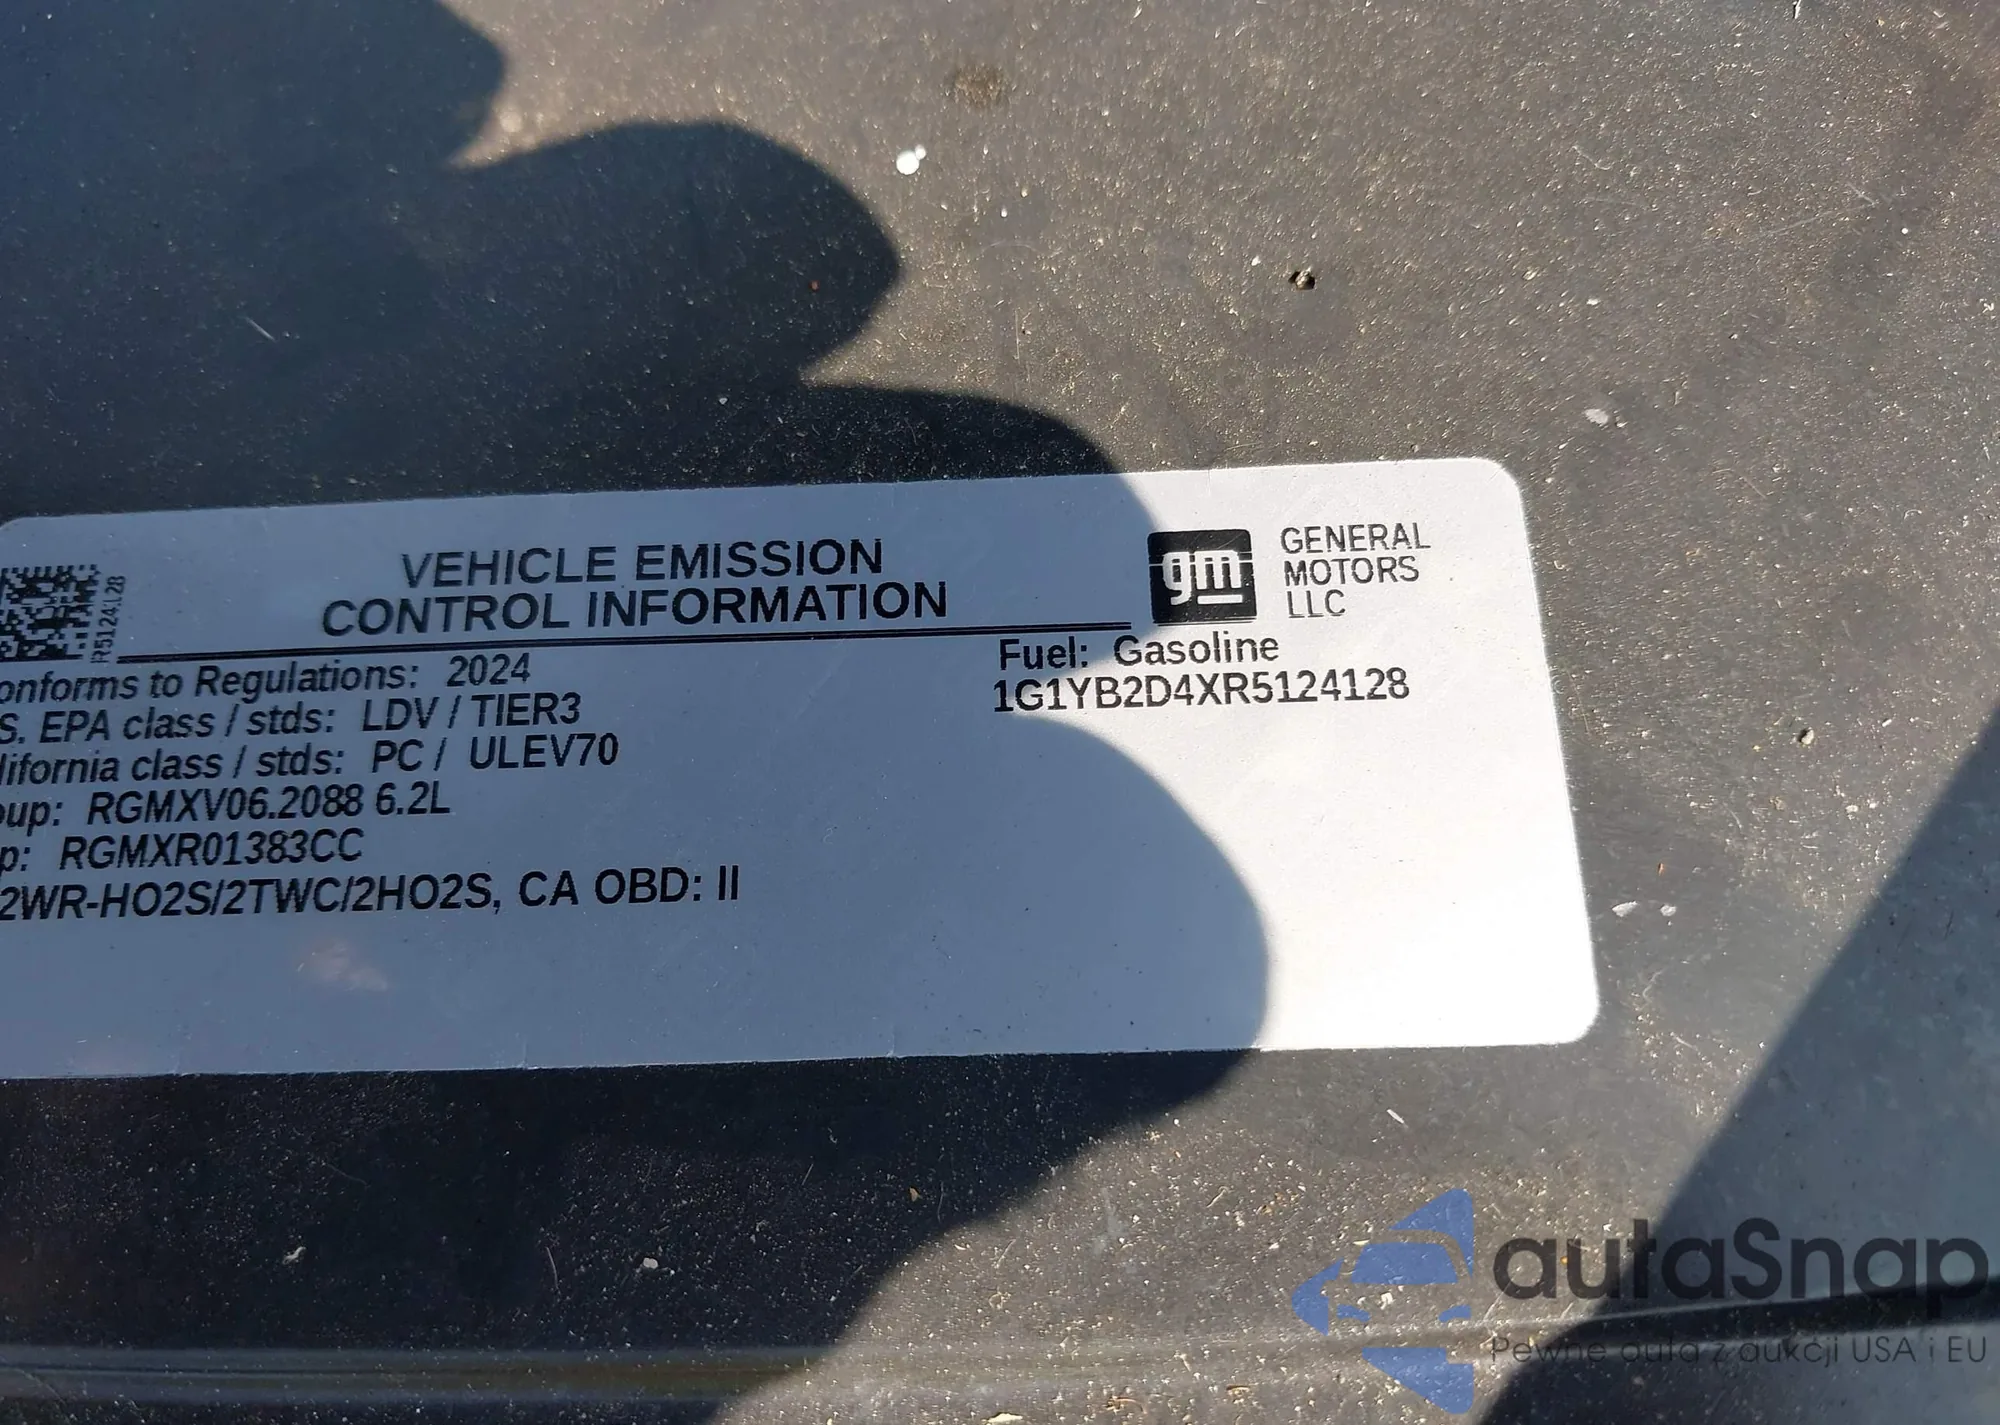 VEHICLE EMISSION
CONTROL INFORMATION
gm
GENERAL
MOTORS
LLC
R5124128
onforms to Regulations: 2024
S. EPA class / stds: LDV / TIER3
lifornia class / stds: PC / ULEV70
oup: RGMXV06.2088 6.2L
p: RGMXR01383CC
2WR-HO2S/2TWC/2HO2S, CA OBD: II
Fuel: Gasoline
1G1YB2D4XR5124128
autaSnap
Pewne auta z aukcji USA i EU